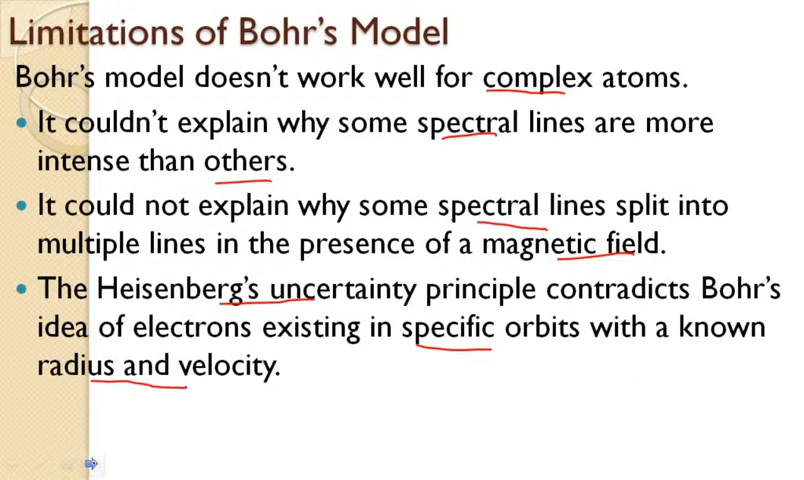 Limitations of Bohr's Model
Bohr's model doesn't work well for complex atoms.
• It couldn't explain why some spectral lines are more
intense than others.
• It could not explain why some spectral lines split into
multiple lines in the presence of a magnetic field.
• The Heisenberg's uncertainty principle contradicts Bohr's
idea of electrons existing in specific orbits with a known
radius and velocity.